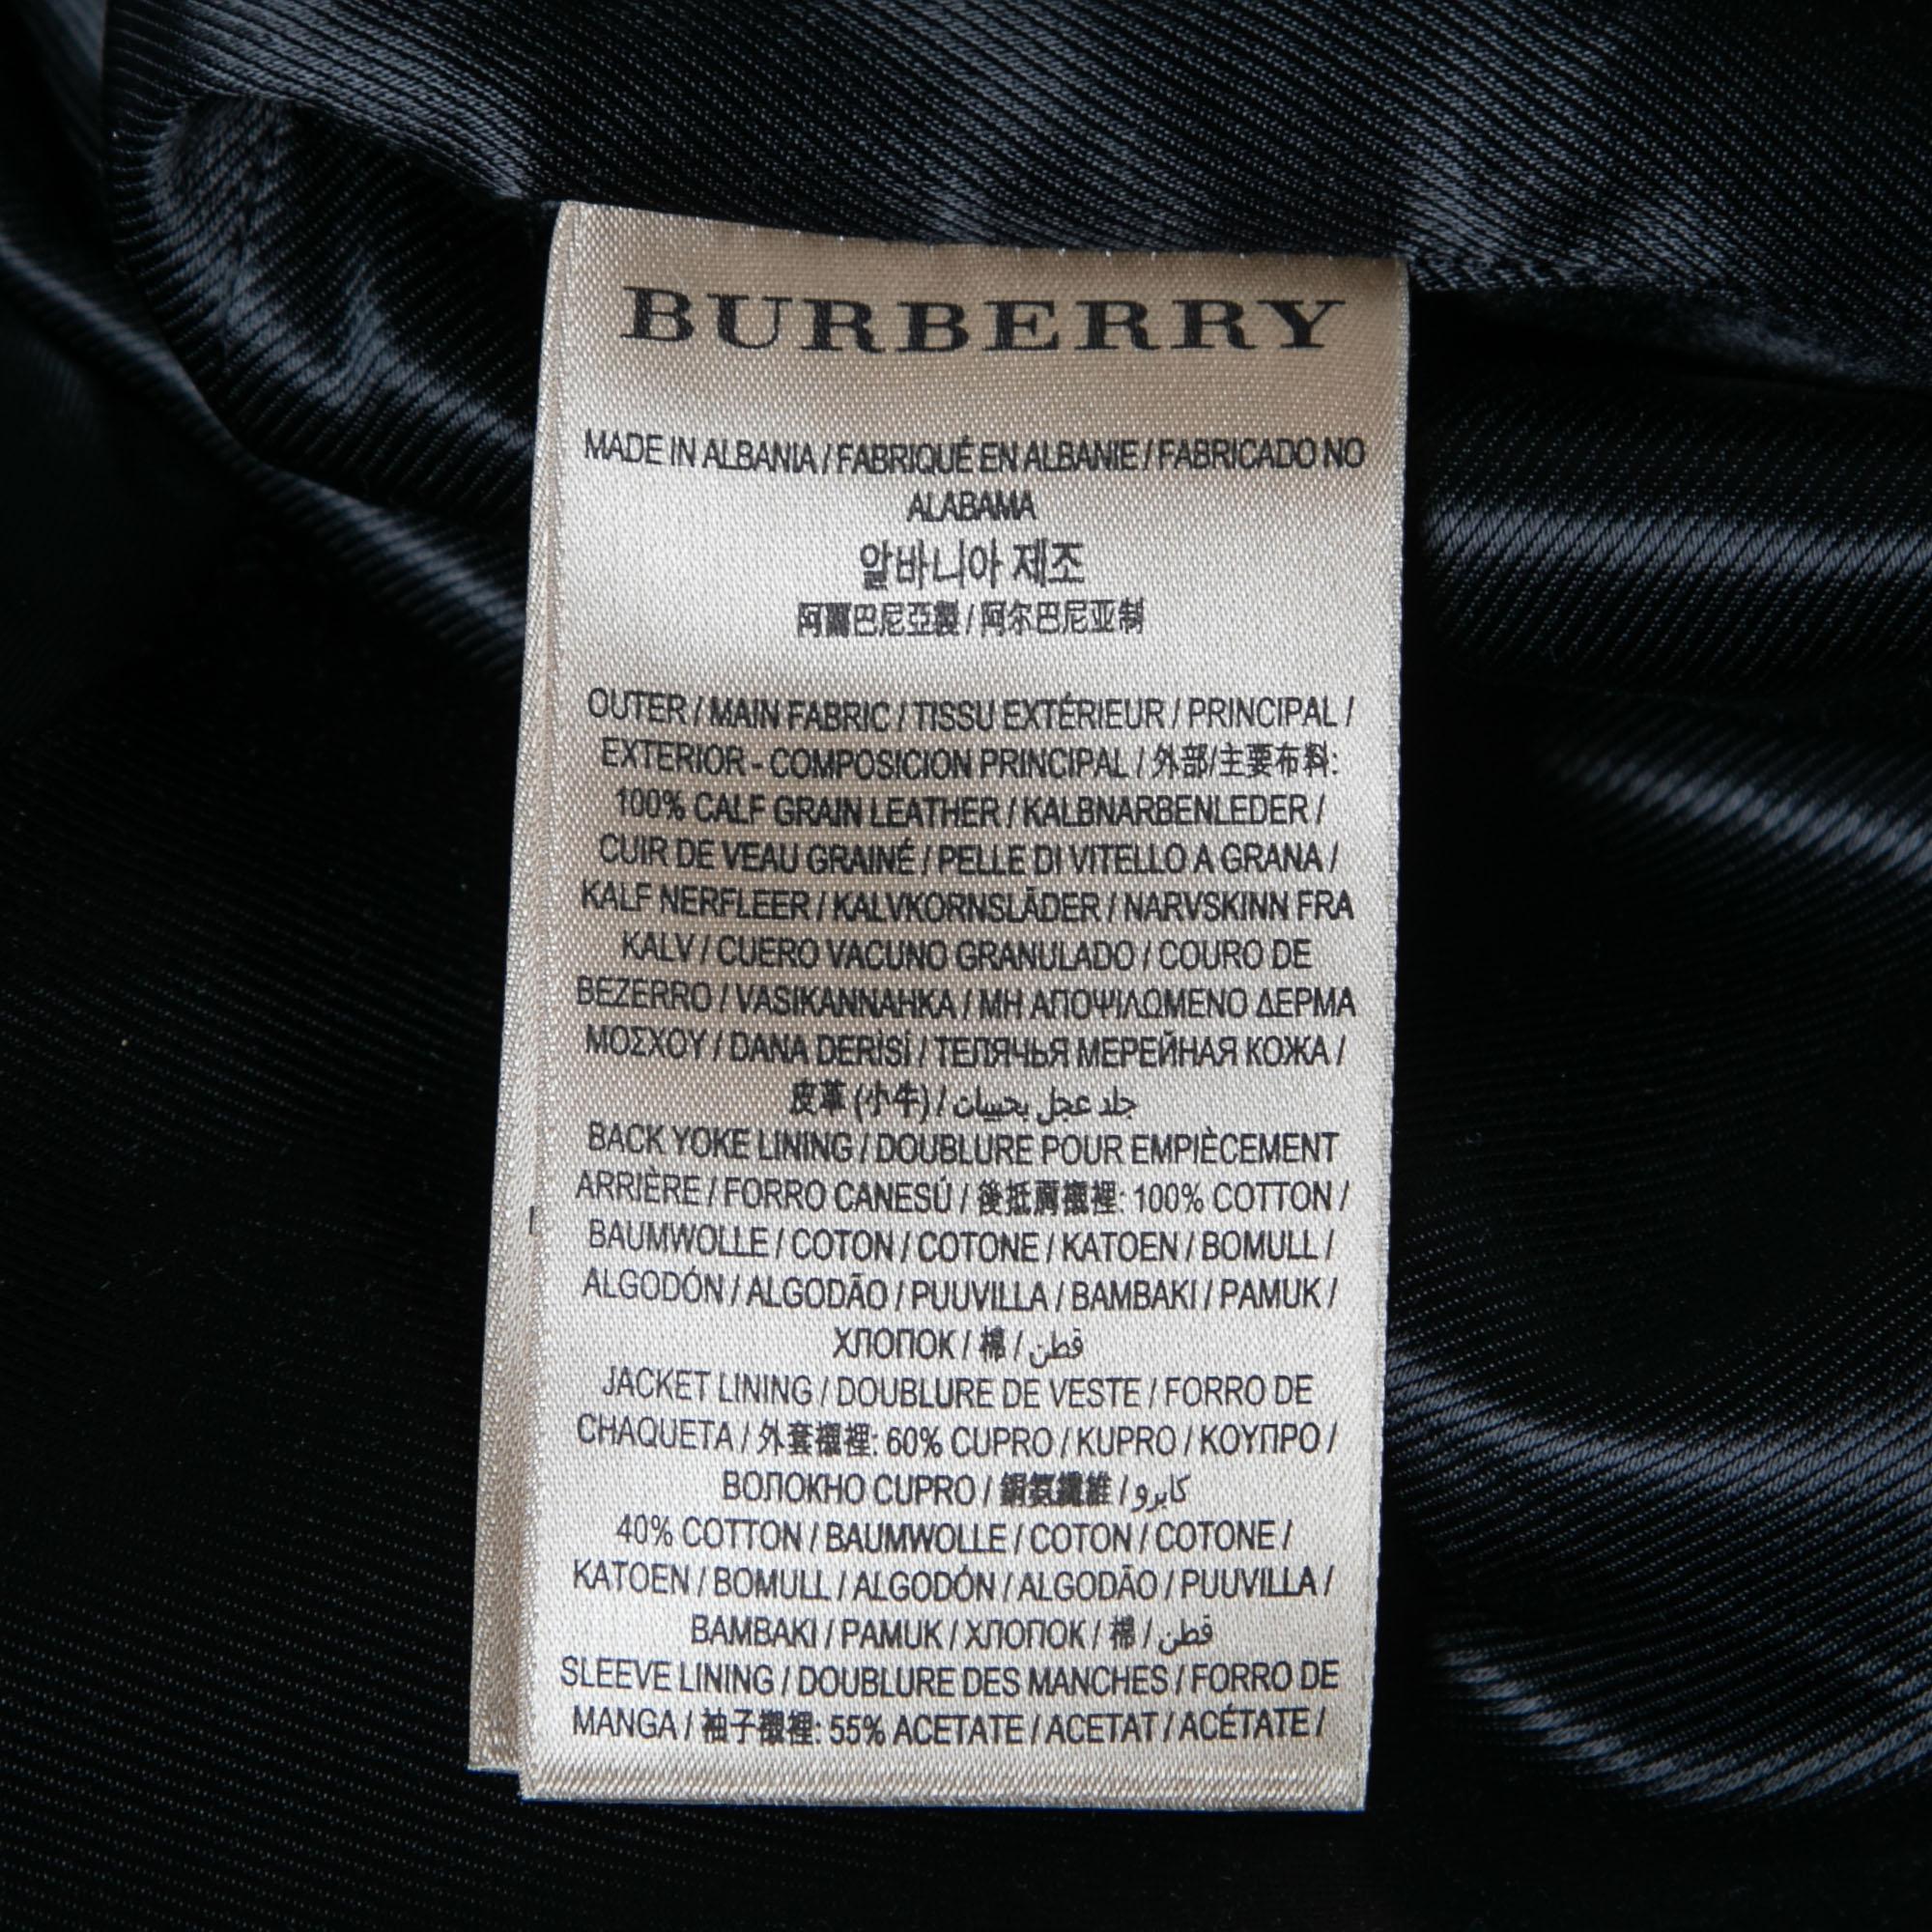 BURBERRY
MADE IN ALBANIA / FABRIQUÉ EN ALBANIE / FABRICADO NO
ALABAMA
알바니아 제조
阿爾巴尼亞製 / 阿尔巴尼亚制
OUTER / MAIN FABRIC / TISSU EXTÉRIEUR / PRINCIPAL /
EXTERIOR - COMPOSICION PRINCIPAL / 外部/主要布料:
100% CALF GRAIN LEATHER / KALBNARBENLEDER /
CUIR DE VEAU GRAINÉ / PELLE DI VITELLO A GRANA /
KALF NERFLEER / KALVKORNSLÄDER / NARVSKINN FRA
KALV / CUERO VACUNO GRANULADO / COURO DE
BEZERRO / VASIKANNAHKA / ΜΗ ΑΠΟΨΙΛΩΜΕΝΟ ΔΕΡΜΑ
ΜΟΣΧΟΥ / DANA DERİSİ / ТЕЛЯЧЬЯ МЕРЕЙНАЯ КОЖА /
皮革 (小牛) / جلد عجل بحبيبات
BACK YOKE LINING / DOUBLURE POUR EMPIÈCEMENT
ARRIÈRE / FORRO CANESÚ / 後抵肩襯裡: 100% COTTON /
BAUMWOLLE / COTON / COTONE / KATOEN / BOMULL /
ALGODÓN / ALGODÃO / PUUVILLA / BAMBAKI / PAMUK /
ХЛОПОК / 棉 / قطن
JACKET LINING / DOUBLURE DE VESTE / FORRO DE
CHAQUETA / 外套襯裡: 60% CUPRO / KUPRO / ΚΟΥΠΡΟ /
ВОЛОКНО CUPRO / 銅氨纖維 / كابرو
40% COTTON / BAUMWOLLE / COTON / COTONE /
KATOEN / BOMULL / ALGODÓN / ALGODÃO / PUUVILLA /
BAMBAKI / PAMUK / ХЛОПОК / 棉 / قطن
SLEEVE LINING / DOUBLURE DES MANCHES / FORRO DE
MANGA / 袖子襯裡: 55% ACETATE / ACETAT / ACÉTATE /